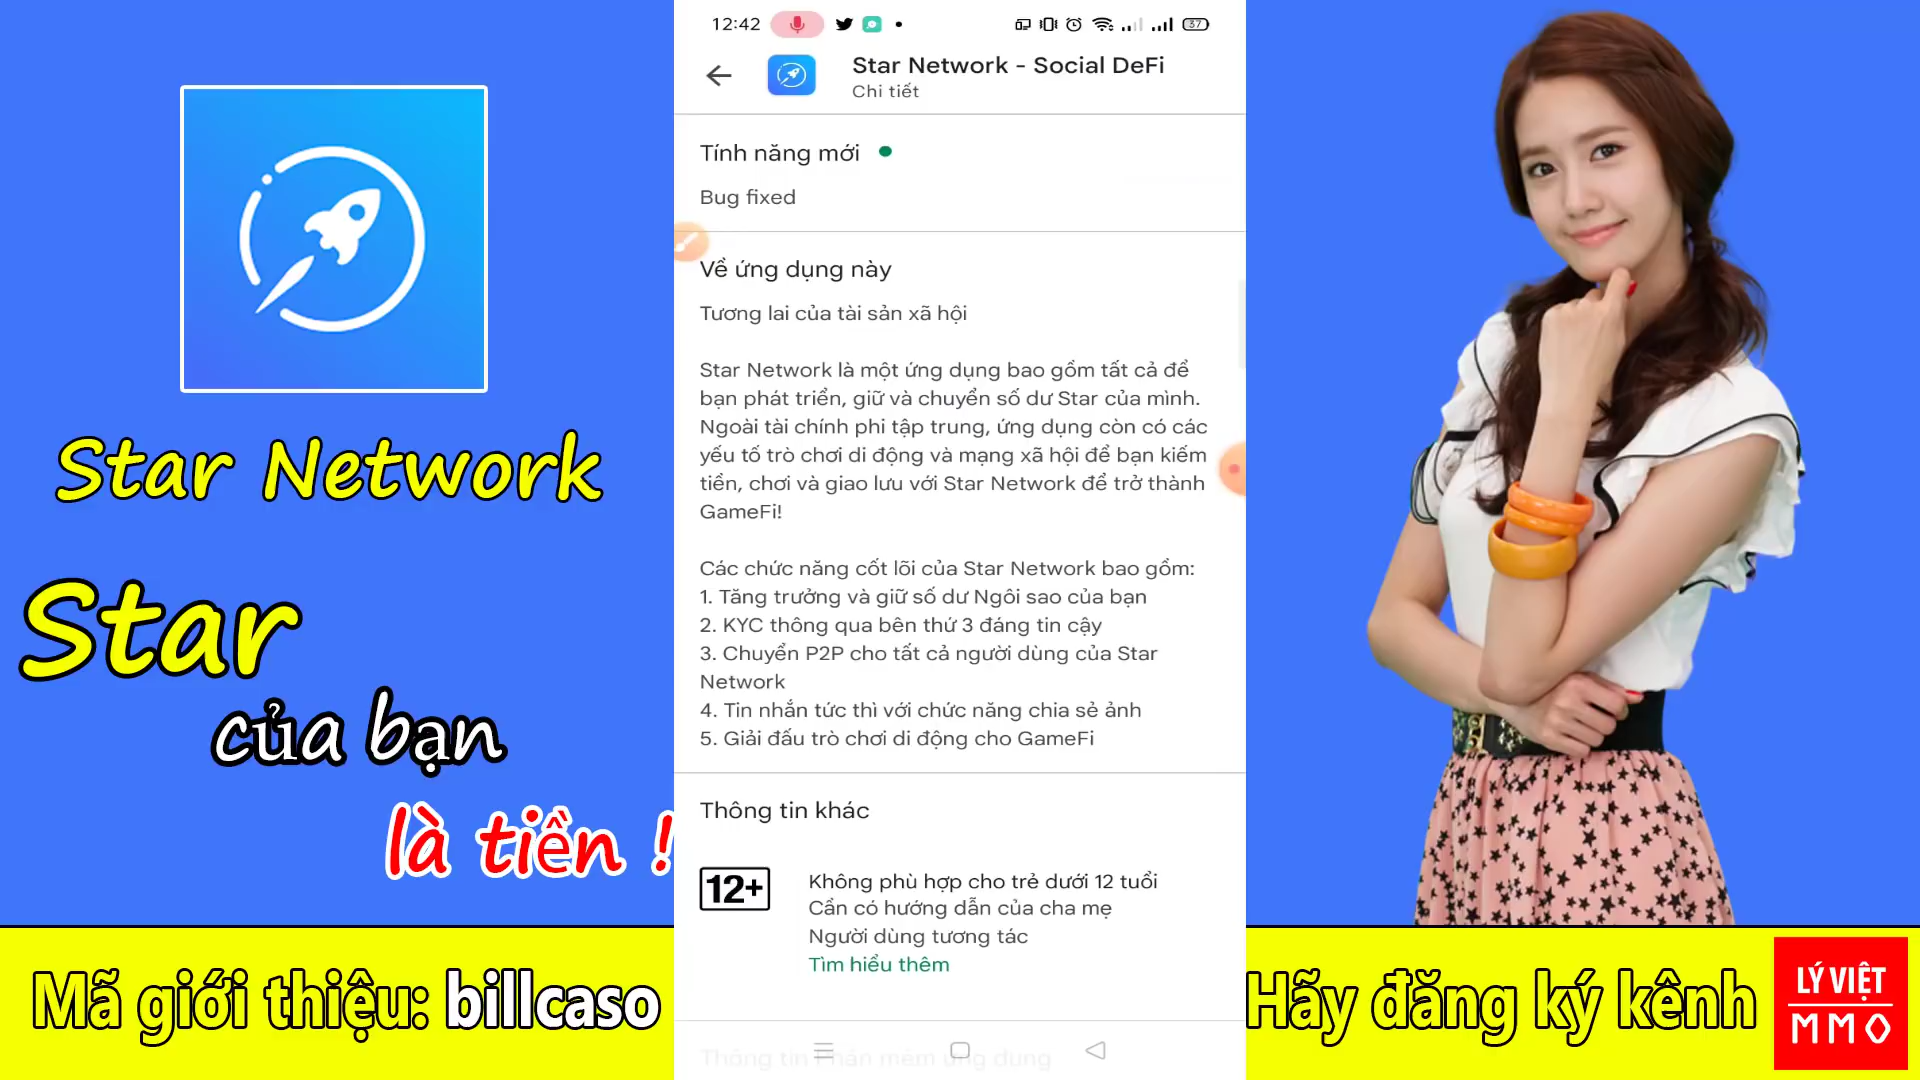 Star Network
Star
của bạn
là tiền !
Mã giới thiệu: billcaso
12:42
37
Star Network - Social DeFi
Chi tiết
Tính năng mới
Bug fixed
Về ứng dụng này
Tương lai của tài sản xã hội
Star Network là một ứng dụng bao gồm tất cả để
bạn phát triển, giữ và chuyển số dư Star của mình.
Ngoài tài chính phi tập trung, ứng dụng còn có các
yếu tố trò chơi di động và mạng xã hội để bạn kiếm
tiền, chơi và giao lưu với Star Network để trở thành
GameFi!
Các chức năng cốt lõi của Star Network bao gồm:
1. Tăng trưởng và giữ số dư Ngôi sao của bạn
2. KYC thông qua bên thứ 3 đáng tin cậy
3. Chuyển P2P cho tất cả người dùng của Star
Network
4. Tin nhắn tức thì với chức năng chia sẻ ảnh
5. Giải đấu trò chơi di động cho GameFi
Thông tin khác
12+
Không phù hợp cho trẻ dưới 12 tuổi
Cần có hướng dẫn của cha mẹ
Người dùng tương tác
Tìm hiểu thêm
Thông tin Phần mềm ứng dụng
Hãy đăng ký kênh
LÝ VIỆT
MMO